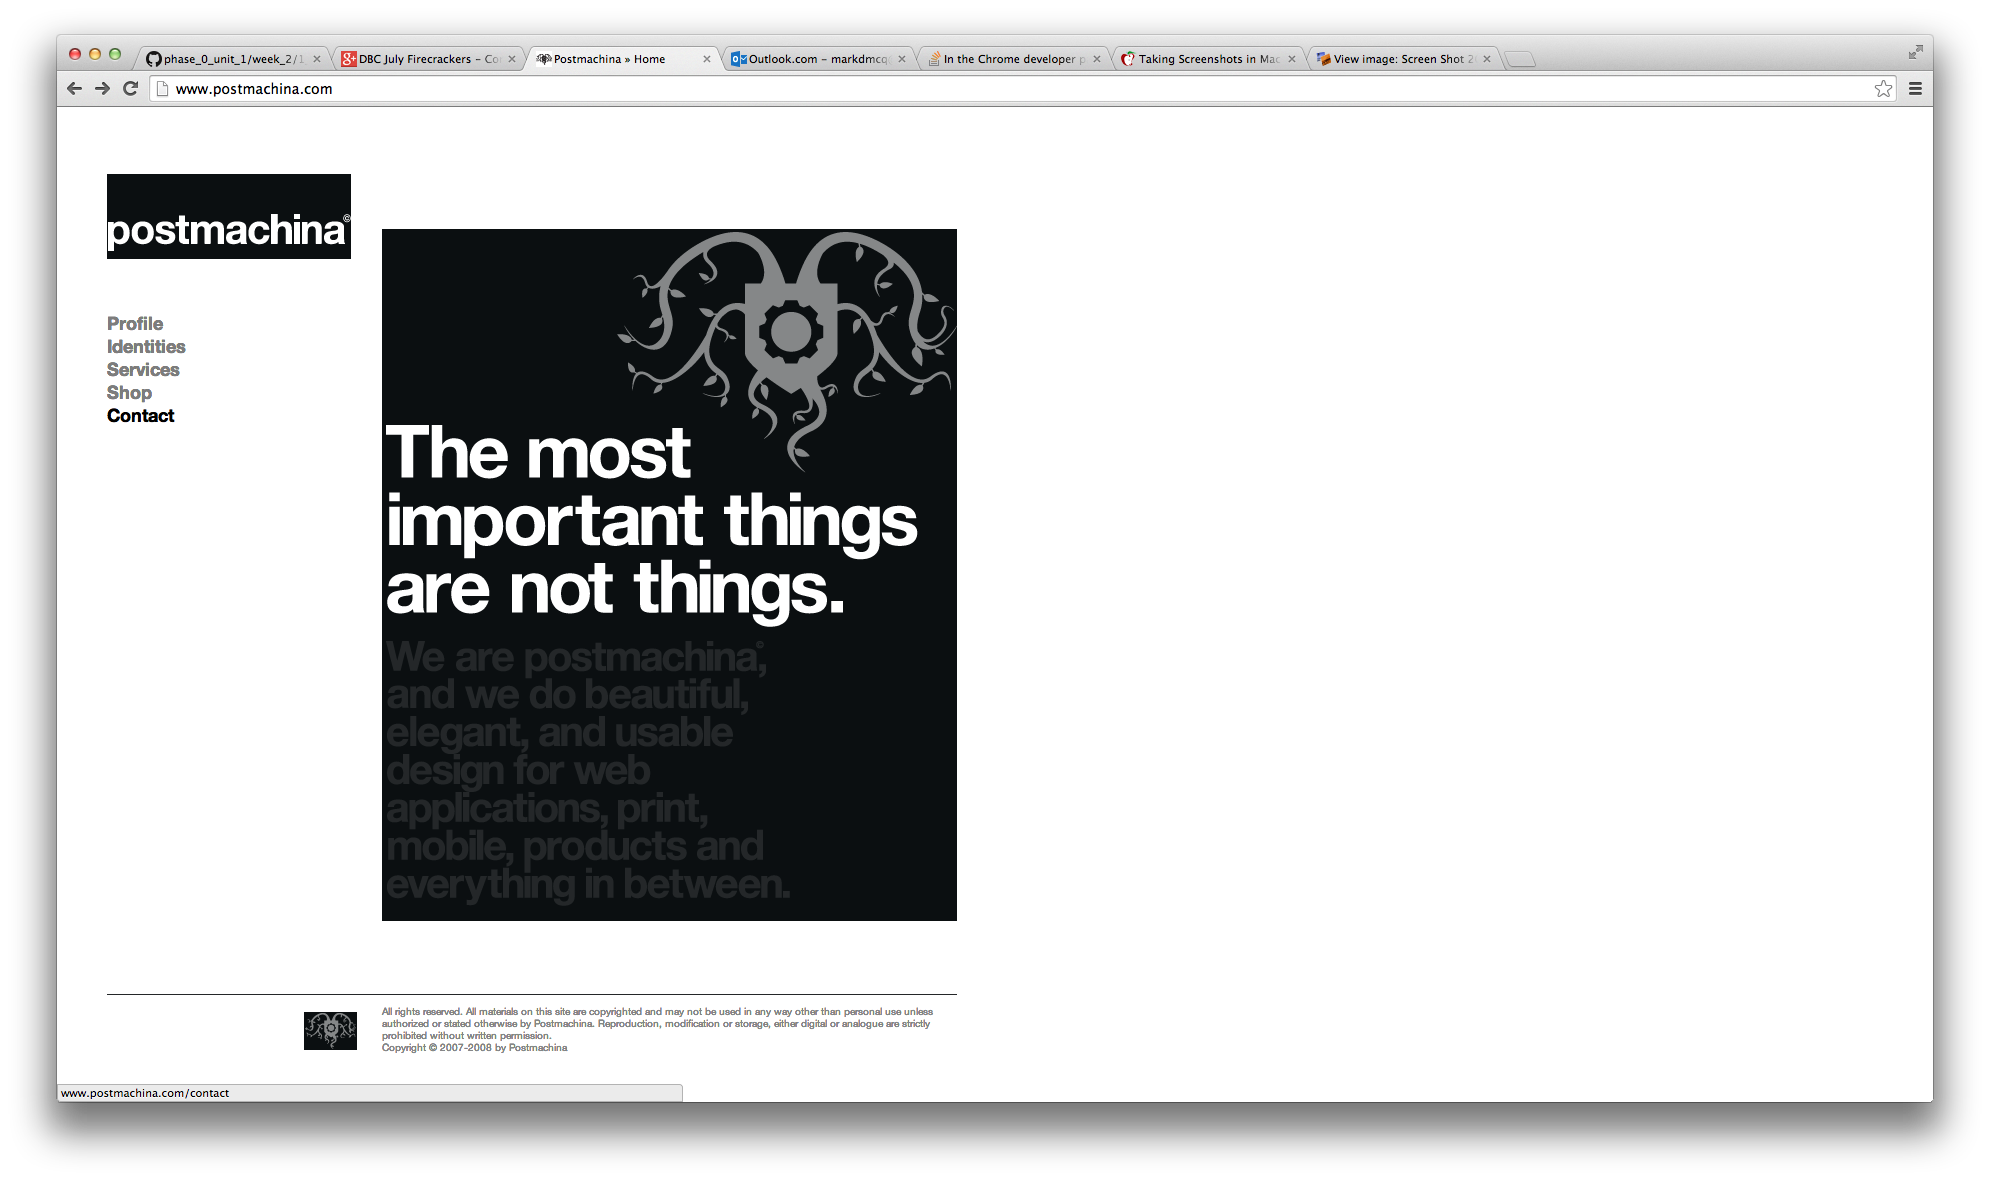 phase_0_unit_1/week_2/1
DBC July Firecrackers – Co
Postmachina » Home
Outlook.com – markdmcq
In the Chrome developer p
Taking Screenshots in Mac
View image: Screen Shot 2
www.postmachina.com
postmachina©
Profile
Identities
Services
Shop
Contact
The most
important things
are not things.
We are postmachina©,
and we do beautiful,
elegant, and usable
design for web
applications, print,
mobile, products and
everything in between.
All rights reserved. All materials on this site are copyrighted and may not be used in any way other than personal use unless
authorized or stated otherwise by Postmachina. Reproduction, modification or storage, either digital or analogue are strictly
prohibited without written permission.
Copyright © 2007-2008 by Postmachina
www.postmachina.com/contact